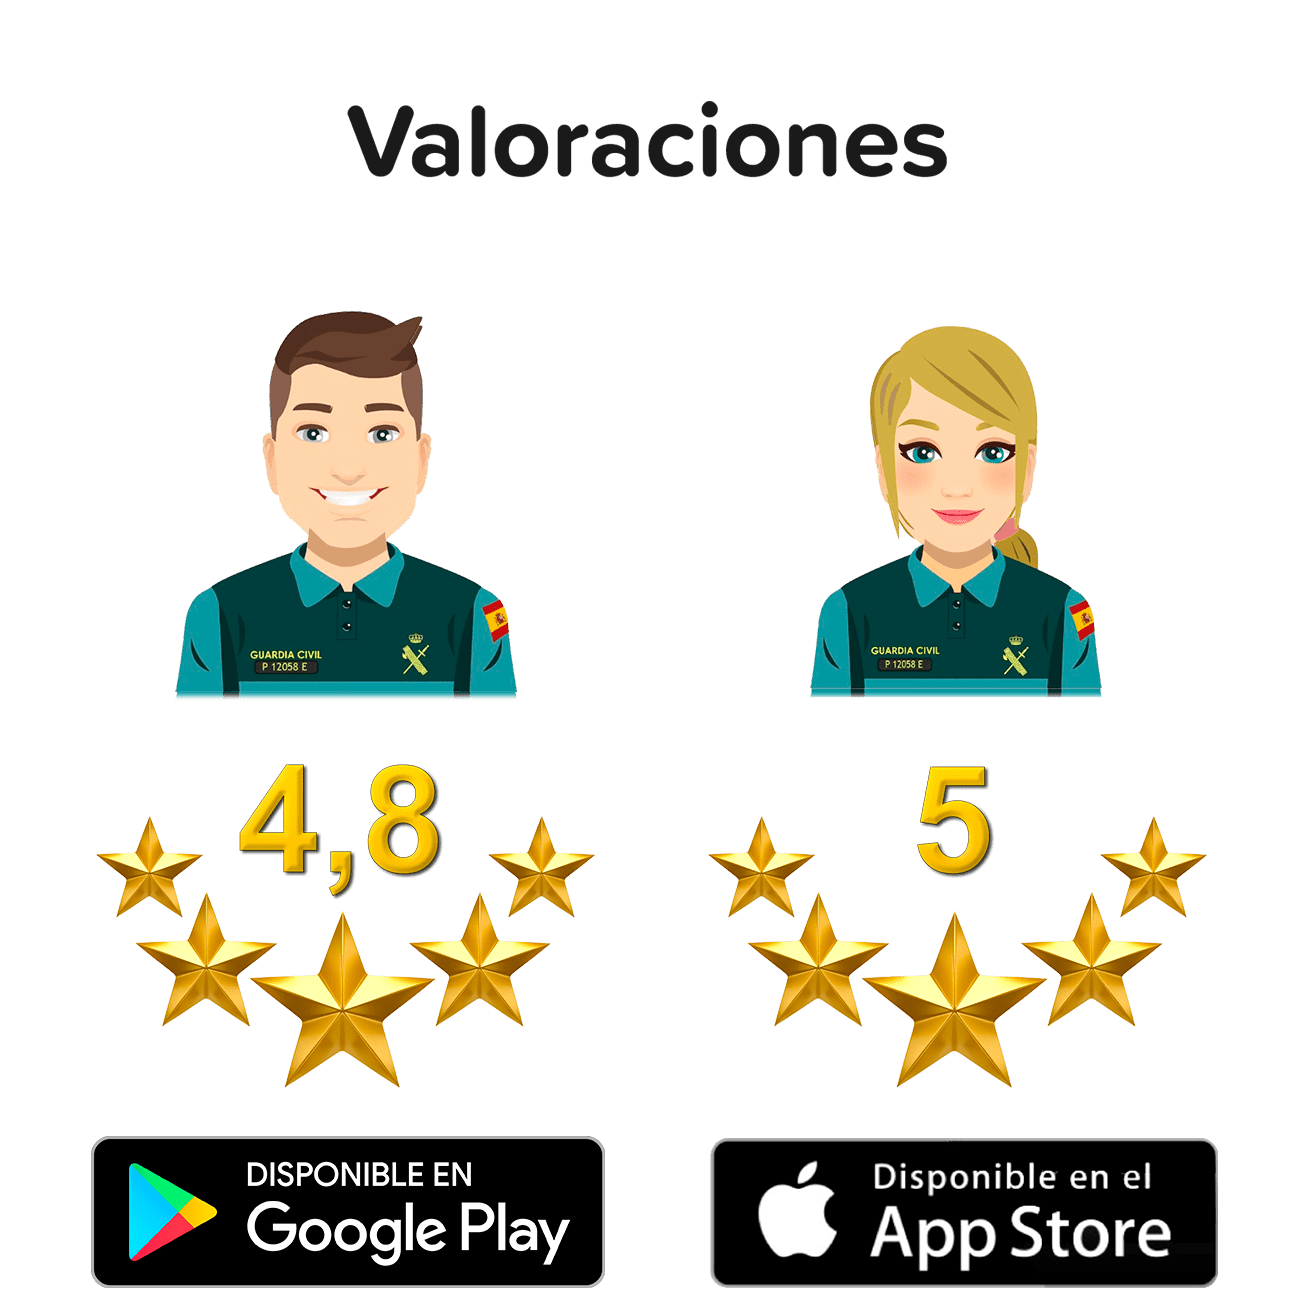 Valoraciones
GUARDIA CIVIL
P 12058 E
GUARDIA CIVIL
P 12058 E
4,8
5
DISPONIBLE EN
Google Play
Disponible en el
App Store